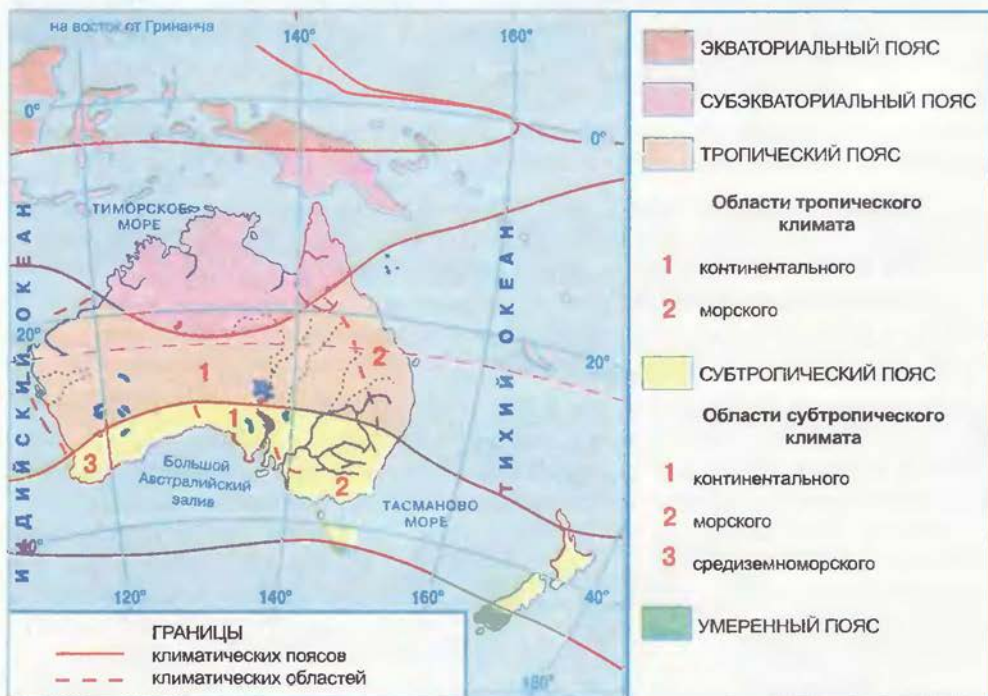 на восток от Гринвича
140°
160°
0°
0°
ТИМОРСКОЕ
МОРЕ
ИНДИЙСКИЙ ОКЕАН
ТИХИЙ ОКЕАН
20°
20°
1
2
1
3
2
Большой
Австралийский
залив
ТАСМАНОВО
МОРЕ
40°
120°
140°
160°
40°
180°
ГРАНИЦЫ
климатических поясов
климатических областей
ЭКВАТОРИАЛЬНЫЙ ПОЯС
СУБЭКВАТОРИАЛЬНЫЙ ПОЯС
ТРОПИЧЕСКИЙ ПОЯС
Области тропического
климата
1 континентального
2 морского
СУБТРОПИЧЕСКИЙ ПОЯС
Области субтропического
климата
1 континентального
2 морского
3 средиземноморского
УМЕРЕННЫЙ ПОЯС